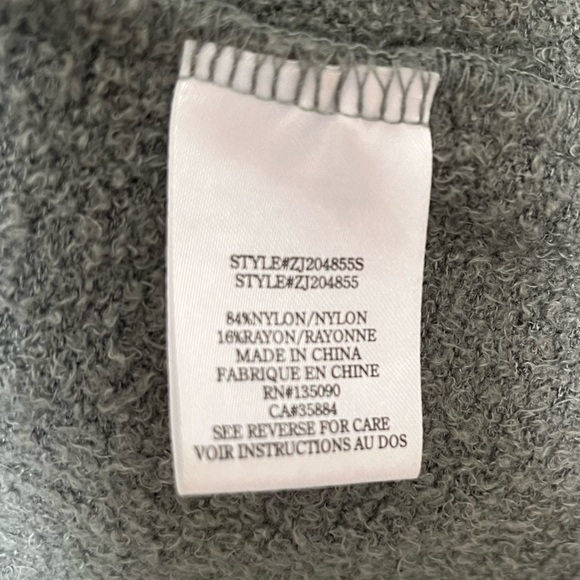 STYLE#ZJ204855S
STYLE#ZJ204855
84%NYLON/NYLON
16%RAYON/RAYONNE
MADE IN CHINA
FABRIQUE EN CHINE
RN#135090
CA#35884
SEE REVERSE FOR CARE
VOIR INSTRUCTIONS AU DOS